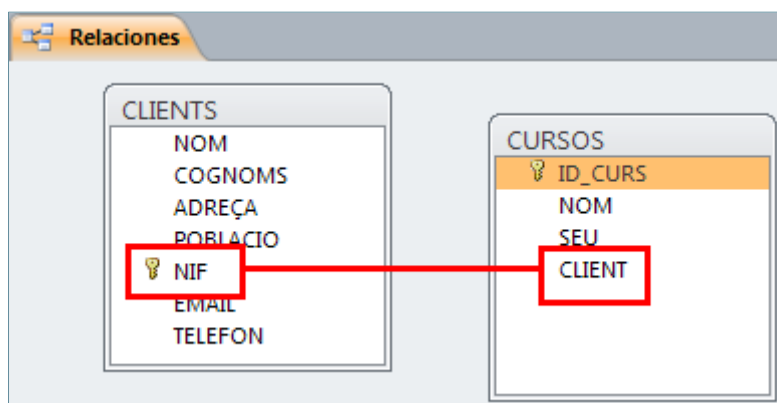 Relaciones
CLIENTS
NOM
COGNOMS
ADREÇA
POBLACIO
NIF
EMAIL
TELEFON
CURSOS
ID_CURS
NOM
SEU
CLIENT